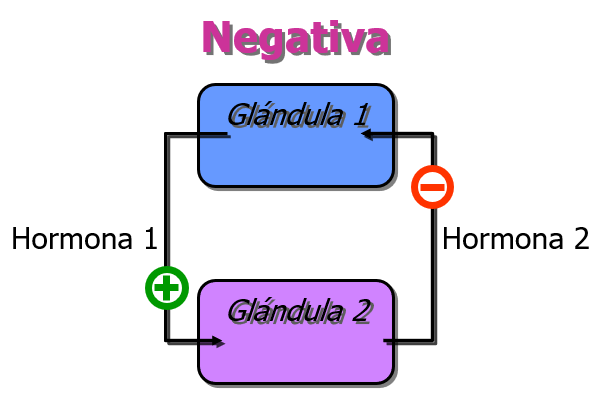 Negativa
Glándula 1
Hormona 1
Hormona 2
Glándula 2